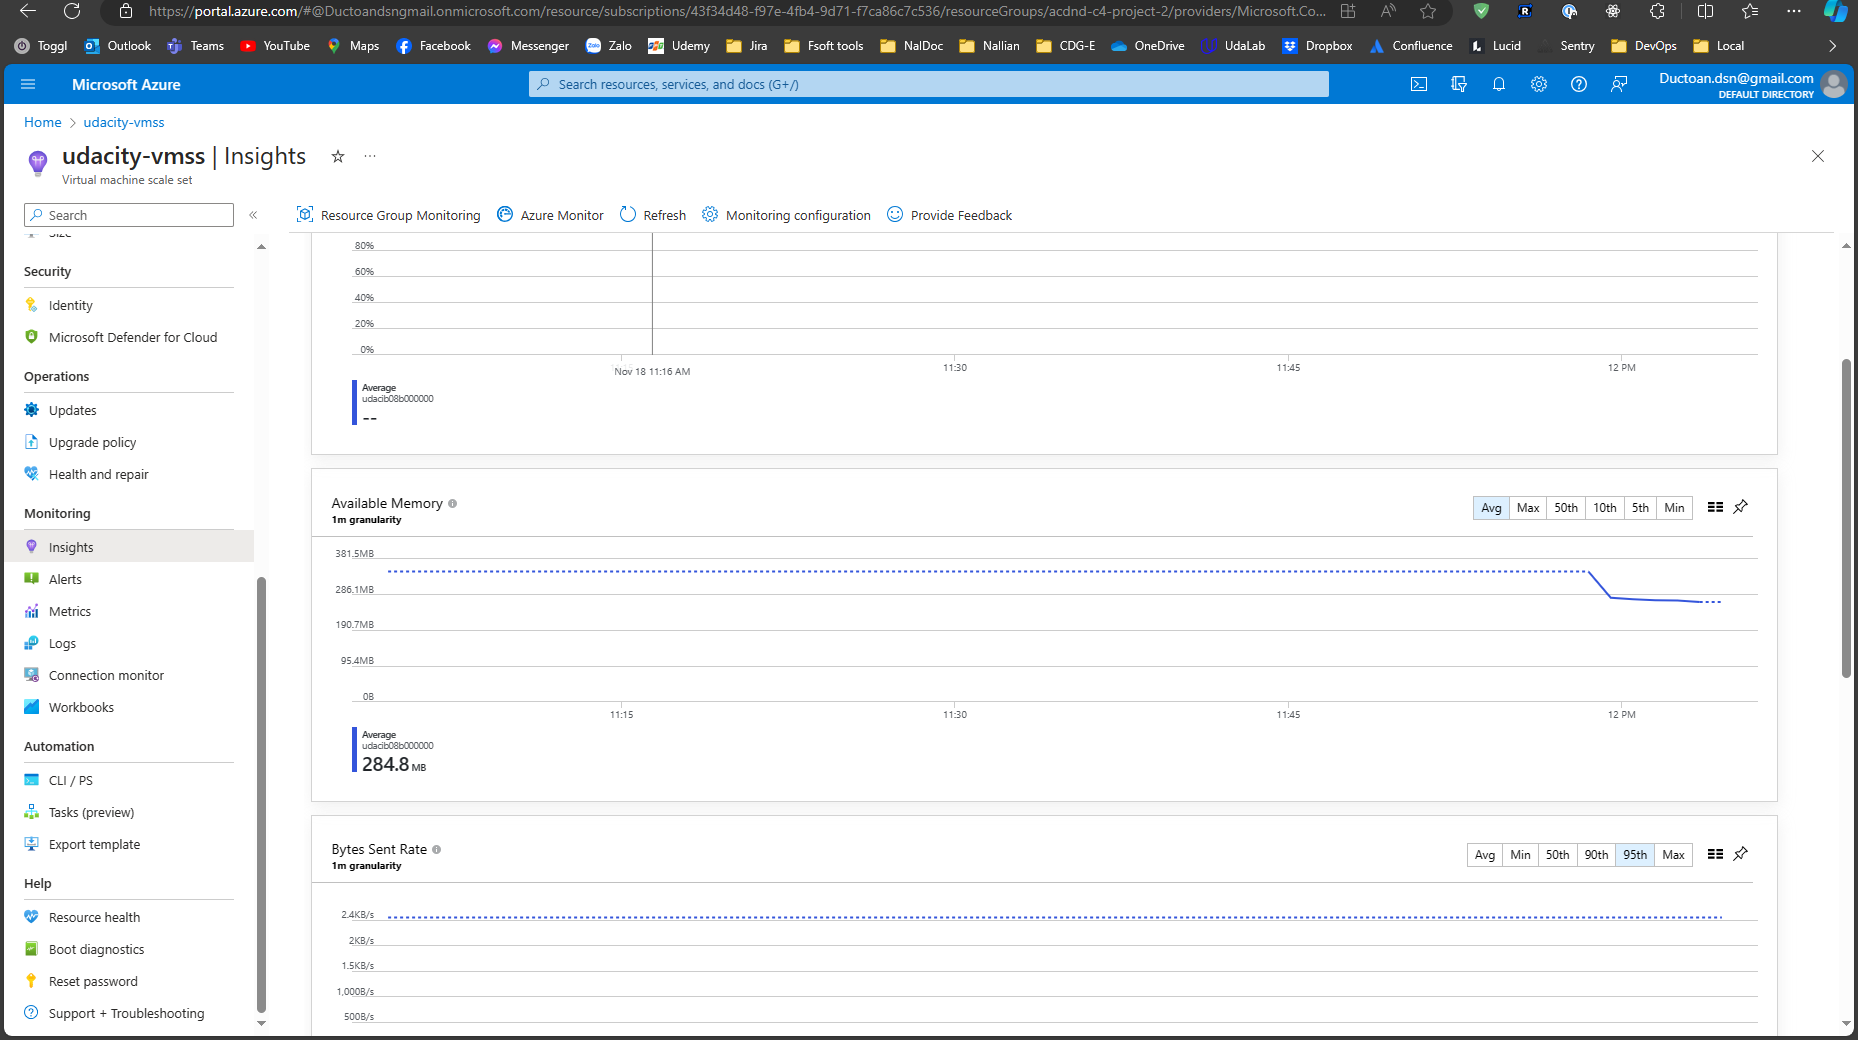 https://portal.azure.com/#@Ductoandsngmail.onmicrosoft.com/resource/subscriptions/43f34d48-f97e-4fb4-9d71-f7ca86c7c536/resourceGroups/acdnd-c4-project-2/providers/Microsoft.Co...
Toggl Outlook Teams YouTube Maps Facebook Messenger Zalo Udemy Jira Fsoft tools NalDoc Nallian CDG-E OneDrive UdaLab Dropbox Confluence Lucid Sentry DevOps Local
Microsoft Azure
Search resources, services, and docs (G+/)
Ductoan.dsn@gmail.com
DEFAULT DIRECTORY
Home > udacity-vmss
udacity-vmss | Insights
Virtual machine scale set
Search
Resource Group Monitoring Azure Monitor Refresh Monitoring configuration Provide Feedback
Size
Security
Identity
Microsoft Defender for Cloud
Operations
Updates
Upgrade policy
Health and repair
Monitoring
Insights
Alerts
Metrics
Logs
Connection monitor
Workbooks
Automation
CLI / PS
Tasks (preview)
Export template
Help
Resource health
Boot diagnostics
Reset password
Support + Troubleshooting
80%
60%
40%
20%
0%
Nov 18 11:16 AM 11:30 11:45 12 PM
Average
udacib08b000000
--
Available Memory
1m granularity
Avg Max 50th 10th 5th Min
381.5MB
286.1MB
190.7MB
95.4MB
0B
11:15 11:30 11:45 12 PM
Average
udacib08b000000
284.8 MB
Bytes Sent Rate
1m granularity
Avg Min 50th 90th 95th Max
2.4KB/s
2KB/s
1.5KB/s
1,000B/s
500B/s